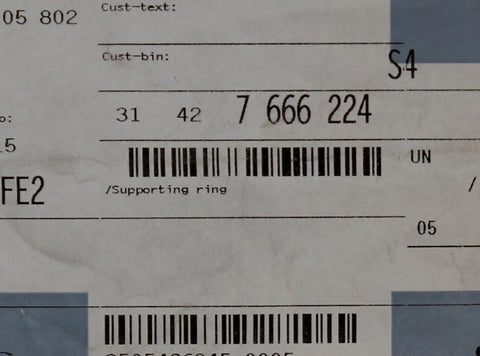 Cust-text:
05 802
Cust-bin:
S4
31 42 7 666 224
UN
/Supporting ring
/
FE2
05